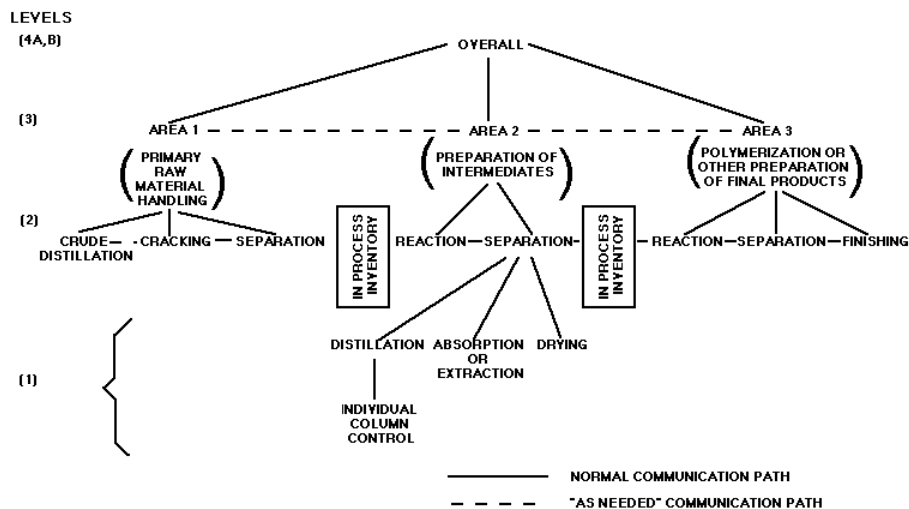 LEVELS
(4A,B)
OVERALL
(3)
AREA 1
AREA 2
AREA 3
PRIMARY
RAW
MATERIAL
HANDLING
PREPARATION OF
INTERMEDIATES
POLYMERIZATION OR
OTHER PREPARATION
OF FINAL PRODUCTS
(2)
CRUDE
DISTILLATION
CRACKING
SEPARATION
IN PROCESS
INYENTORY
REACTION
SEPARATION
IN PROCESS
INYENTORY
REACTION
SEPARATION
FINISHING
(1)
DISTILLATION
ABSORPTION
OR
EXTRACTION
DRYING
INDIVIDUAL
COLUMN
CONTROL
NORMAL COMMUNICATION PATH
"AS NEEDED" COMMUNICATION PATH